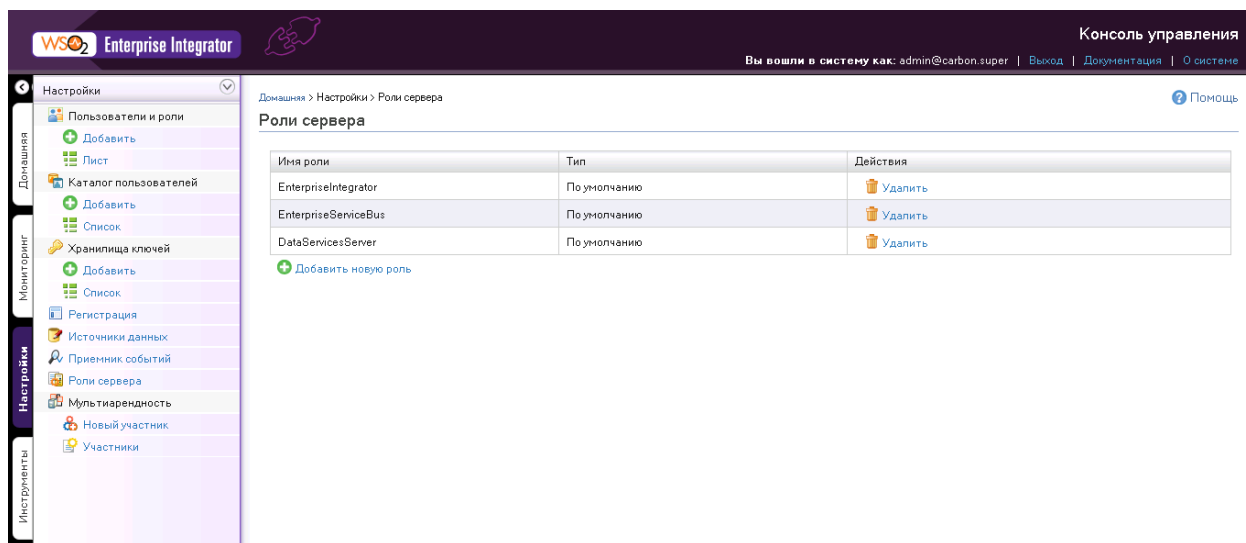 WSO2 Enterprise Integrator
Консоль управления
Вы вошли в систему как: admin@carbon.super | Выход | Документация | О системе
Домашняя
Мониторинг
Настройки
Инструменты
Настройки
Пользователи и роли
Добавить
Лист
Каталог пользователей
Добавить
Список
Хранилища ключей
Добавить
Список
Регистрация
Источники данных
Приемник событий
Роли сервера
Мультиарендность
Новый участник
Участники
Домашняя > Настройки > Роли сервера
Помощь
Роли сервера
Имя роли Тип Действия
EnterpriseIntegrator По умолчанию Удалить
EnterpriseServiceBus По умолчанию Удалить
DataServicesServer По умолчанию Удалить
Добавить новую роль